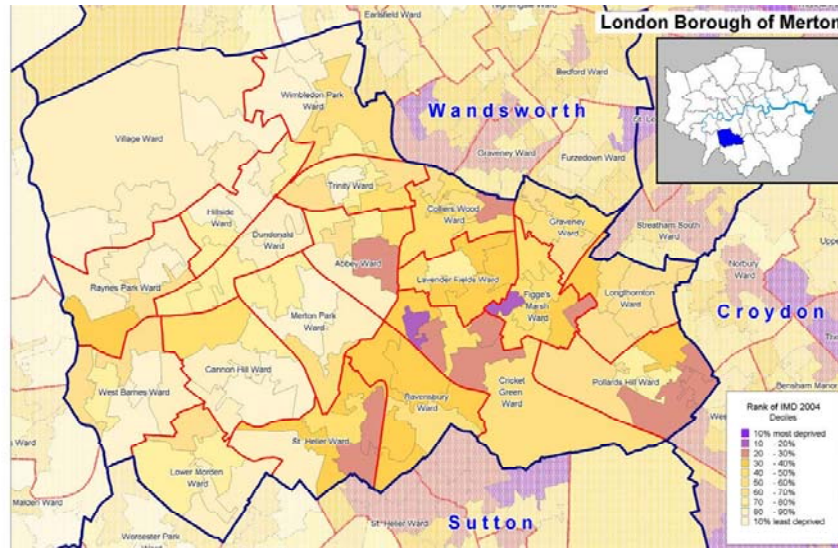 London Borough of Merton
Earlsfield Ward
Nightingale Ward
Bedford Ward
Wimbledon Park
Ward
Wandsworth
Village Ward
Graveney Ward
Furzedown Ward
Trinity Ward
Hillside
Ward
Colliers Wood
Ward
Graveney
Ward
Streatham South
Ward
Dundonald
Ward
Abbey Ward
Norbury
Ward
Raynes Park Ward
Lavender Fields Ward
Figge's
Marsh
Ward
Longthornton
Ward
Croydon
Merton Park
Ward
West Barnes Ward
Cannon Hill Ward
Cricket
Green
Ward
Pollards Hill Ward
Bensham Manor
Ravensbury
Ward
St. Helier Ward
Lower Morden
Ward
Malden Ward
Worcester Park
Ward
St. Helier Ward
Sutton
Rank of IMD 2004
Deciles
10% most deprived
10 - 20%
20 - 30%
30 - 40%
40 - 50%
50 - 60%
60 - 70%
70 - 80%
80 - 90%
10% least deprived